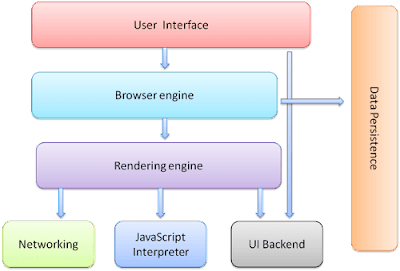 User Interface
Browser engine
Rendering engine
Networking
JavaScript
Interpreter
UI Backend
Data Persistence